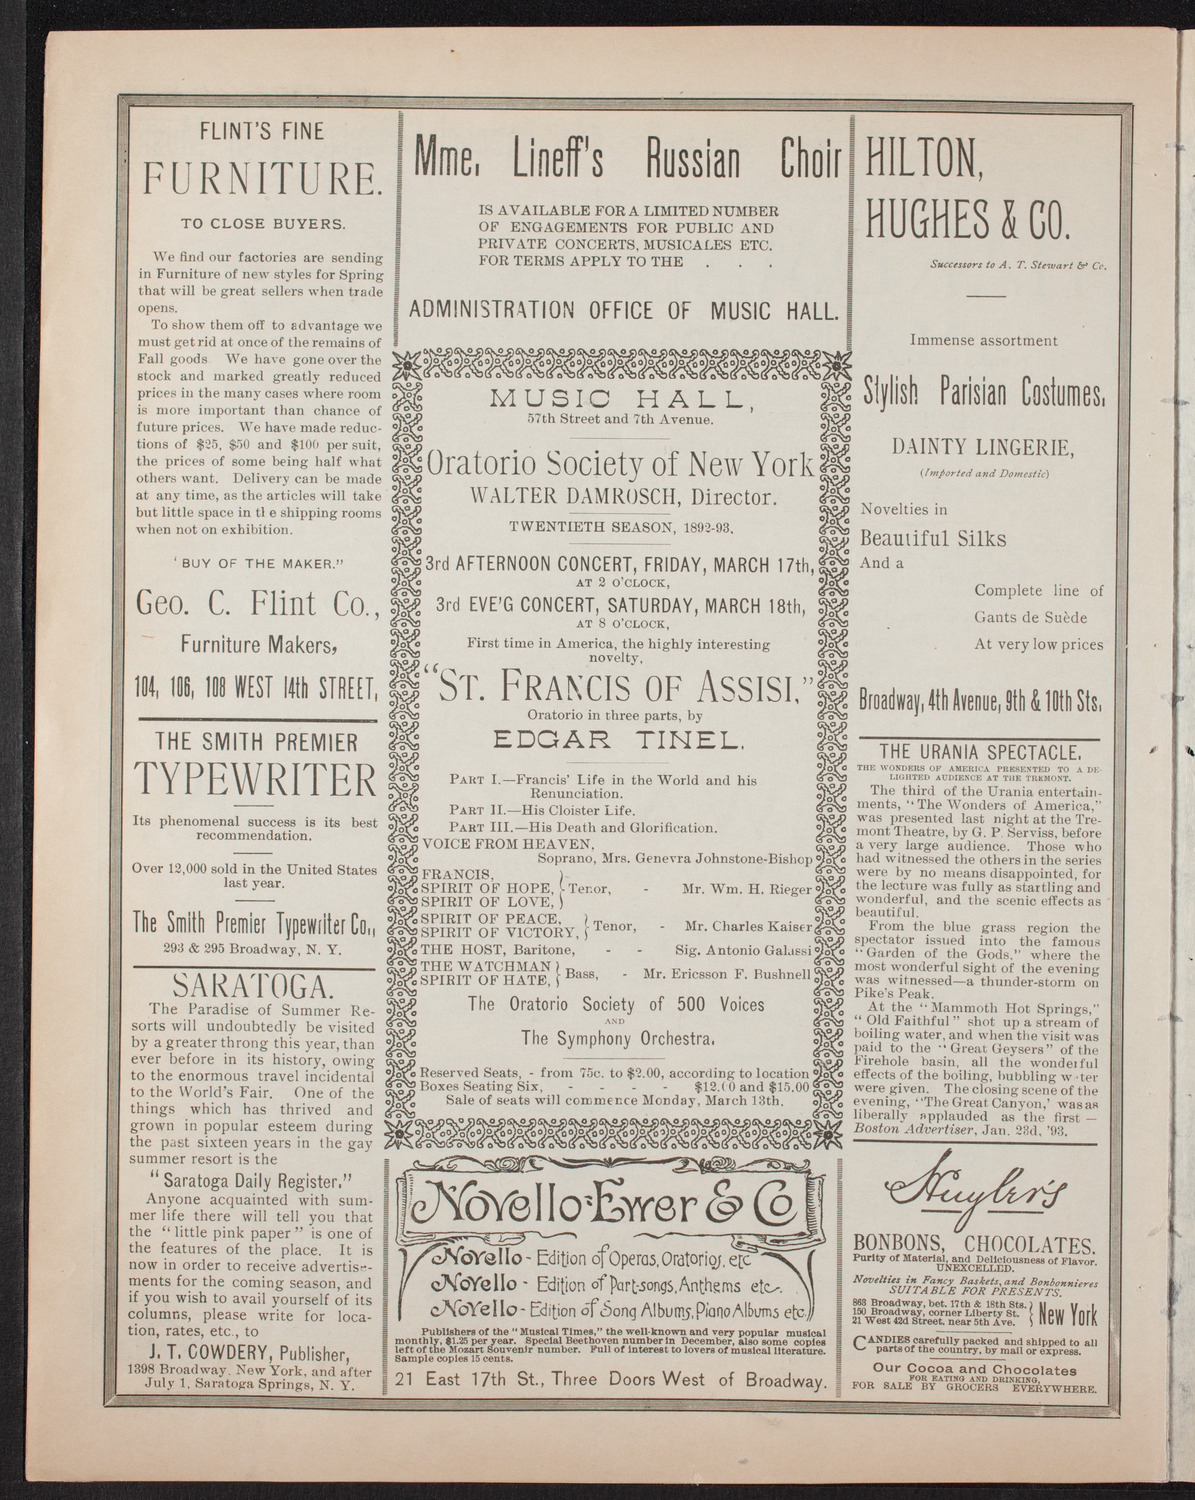 FLINT'S FINE
FURNITURE.
TO CLOSE BUYERS.
We find our factories are sending
in Furniture of new styles for Spring
that will be great sellers when trade
opens.
To show them off to advantage we
must get rid at once of the remains of
Fall goods We have gone over the
stock and marked greatly reduced
prices in the many cases where room
is more important than chance of
future prices. We have made reduc-
tions of $25, $50 and $100 per suit,
the prices of some being half what
others want. Delivery can be made
at any time, as the articles will take
but little space in tl e shipping rooms
when not on exhibition.
'BUY OF THE MAKER."
Geo. C. Flint Co.,
Furniture Makers,
104, 106, 108 WEST 14th STREET,
THE SMITH PREMIER
TYPEWRITER
Its phenomenal success is its best
recommendation.
Over 12,000 sold in the United States
last year.
The Smith Premier Typewriter Co.,
293 & 295 Broadway, N. Y.
SARATOGA.
The Paradise of Summer Re-
sorts will undoubtedly be visited
by a greater throng this year, than
ever before in its history, owing
to the enormous travel incidental
to the World's Fair. One of the
things which has thrived and
grown in popular esteem during
the past sixteen years in the gay
summer resort is the
"Saratoga Daily Register."
Anyone acquainted with sum-
mer life there will tell you that
the "little pink paper" is one of
the features of the place. It is
now in order to receive advertise-
ments for the coming season, and
if you wish to avail yourself of its
columns, please write for loca-
tion, rates, etc., to
J. T. COWDERY, Publisher,
1398 Broadway, New York, and after
July 1, Saratoga Springs, N. Y.
Mme. Lineff's Russian Choir
IS AVAILABLE FOR A LIMITED NUMBER
OF ENGAGEMENTS FOR PUBLIC AND
PRIVATE CONCERTS, MUSICALES ETC.
FOR TERMS APPLY TO THE . . .
ADMINISTRATION OFFICE OF MUSIC HALL.
MUSIC HALL,
57th Street and 7th Avenue.
Oratorio Society of New York
WALTER DAMROSCH, Director.
TWENTIETH SEASON, 1892-93.
3rd AFTERNOON CONCERT, FRIDAY, MARCH 17th,
AT 2 O'CLOCK,
3rd EVE'G CONCERT, SATURDAY, MARCH 18th,
AT 8 O'CLOCK,
First time in America, the highly interesting
novelty,
"ST. FRANCIS OF ASSISI,"
Oratorio in three parts, by
EDGAR TINEL.
PART I.—Francis' Life in the World and his
Renunciation.
PART II.—His Cloister Life.
PART III.—His Death and Glorification.
VOICE FROM HEAVEN,
Soprano, Mrs. Genevra Johnstone-Bishop
FRANCIS,
SPIRIT OF HOPE, } Tenor, - Mr. Wm. H. Rieger
SPIRIT OF LOVE,
SPIRIT OF PEACE,
SPIRIT OF VICTORY, } Tenor, - Mr. Charles Kaiser
THE HOST, Baritone, - - Sig. Antonio Galassi
THE WATCHMAN
SPIRIT OF HATE, } Bass, - Mr. Ericsson F. Bushnell
The Oratorio Society of 500 Voices
AND
The Symphony Orchestra.
Reserved Seats, - from 75c. to $2.00, according to location
Boxes Seating Six, - - - - $12.00 and $15.00
Sale of seats will commence Monday, March 13th.
Novello-Ewer & Co
Novello - Edition of Operas, Oratorios, etc
Novello - Edition of Part-songs, Anthems etc.
Novello - Edition of Song Albums, Piano Albums etc.
Publishers of the "Musical Times," the well-known and very popular musical
monthly, $1.25 per year. Special Beethoven number in December, also some copies
left of the Mozart Souvenir number. Full of interest to lovers of musical literature.
Sample copies 15 cents.
21 East 17th St., Three Doors West of Broadway.
HILTON,
HUGHES & CO.
Successors to A. T. Stewart & Co.
Immense assortment
Stylish Parisian Costumes,
DAINTY LINGERIE,
(Imported and Domestic)
Novelties in
Beautiful Silks
And a
Complete line of
Gants de Suède
At very low prices
Broadway, 4th Avenue, 9th & 10th Sts.
THE URANIA SPECTACLE.
THE WONDERS OF AMERICA PRESENTED TO A DE-
LIGHTED AUDIENCE AT THE TREMONT.
The third of the Urania entertain-
ments, "The Wonders of America,"
was presented last night at the Tre-
mont Theatre, by G. P. Serviss, before
a very large audience. Those who
had witnessed the others in the series
were by no means disappointed, for
the lecture was fully as startling and
wonderful, and the scenic effects as
beautiful.
From the blue grass region the
spectator issued into the famous
"Garden of the Gods," where the
most wonderful sight of the evening
was witnessed—a thunder-storm on
Pike's Peak.
At the "Mammoth Hot Springs,"
"Old Faithful" shot up a stream of
boiling water, and when the visit was
paid to the "Great Geysers" of the
Firehole basin, all the wonderful
effects of the boiling, bubbling w ter
were given. The closing scene of the
evening, "The Great Canyon,' was as
liberally applauded as the first —
Boston Advertiser, Jan. 23d, '93.
Huyler's
BONBONS, CHOCOLATES.
Purity of Material, and Deliciousness of Flavor.
UNEXCELLED.
Novelties in Fancy Baskets, and Bonbonnieres
SUITABLE FOR PRESENTS.
863 Broadway, bet. 17th & 18th Sts.
150 Broadway, corner Liberty St. } New York
21 West 42d Street, near 5th Ave.
CANDIES carefully packed and shipped to all
parts of the country, by mail or express.
Our Cocoa and Chocolates
FOR EATING AND DRINKING,
FOR SALE BY GROCERS EVERYWHERE.